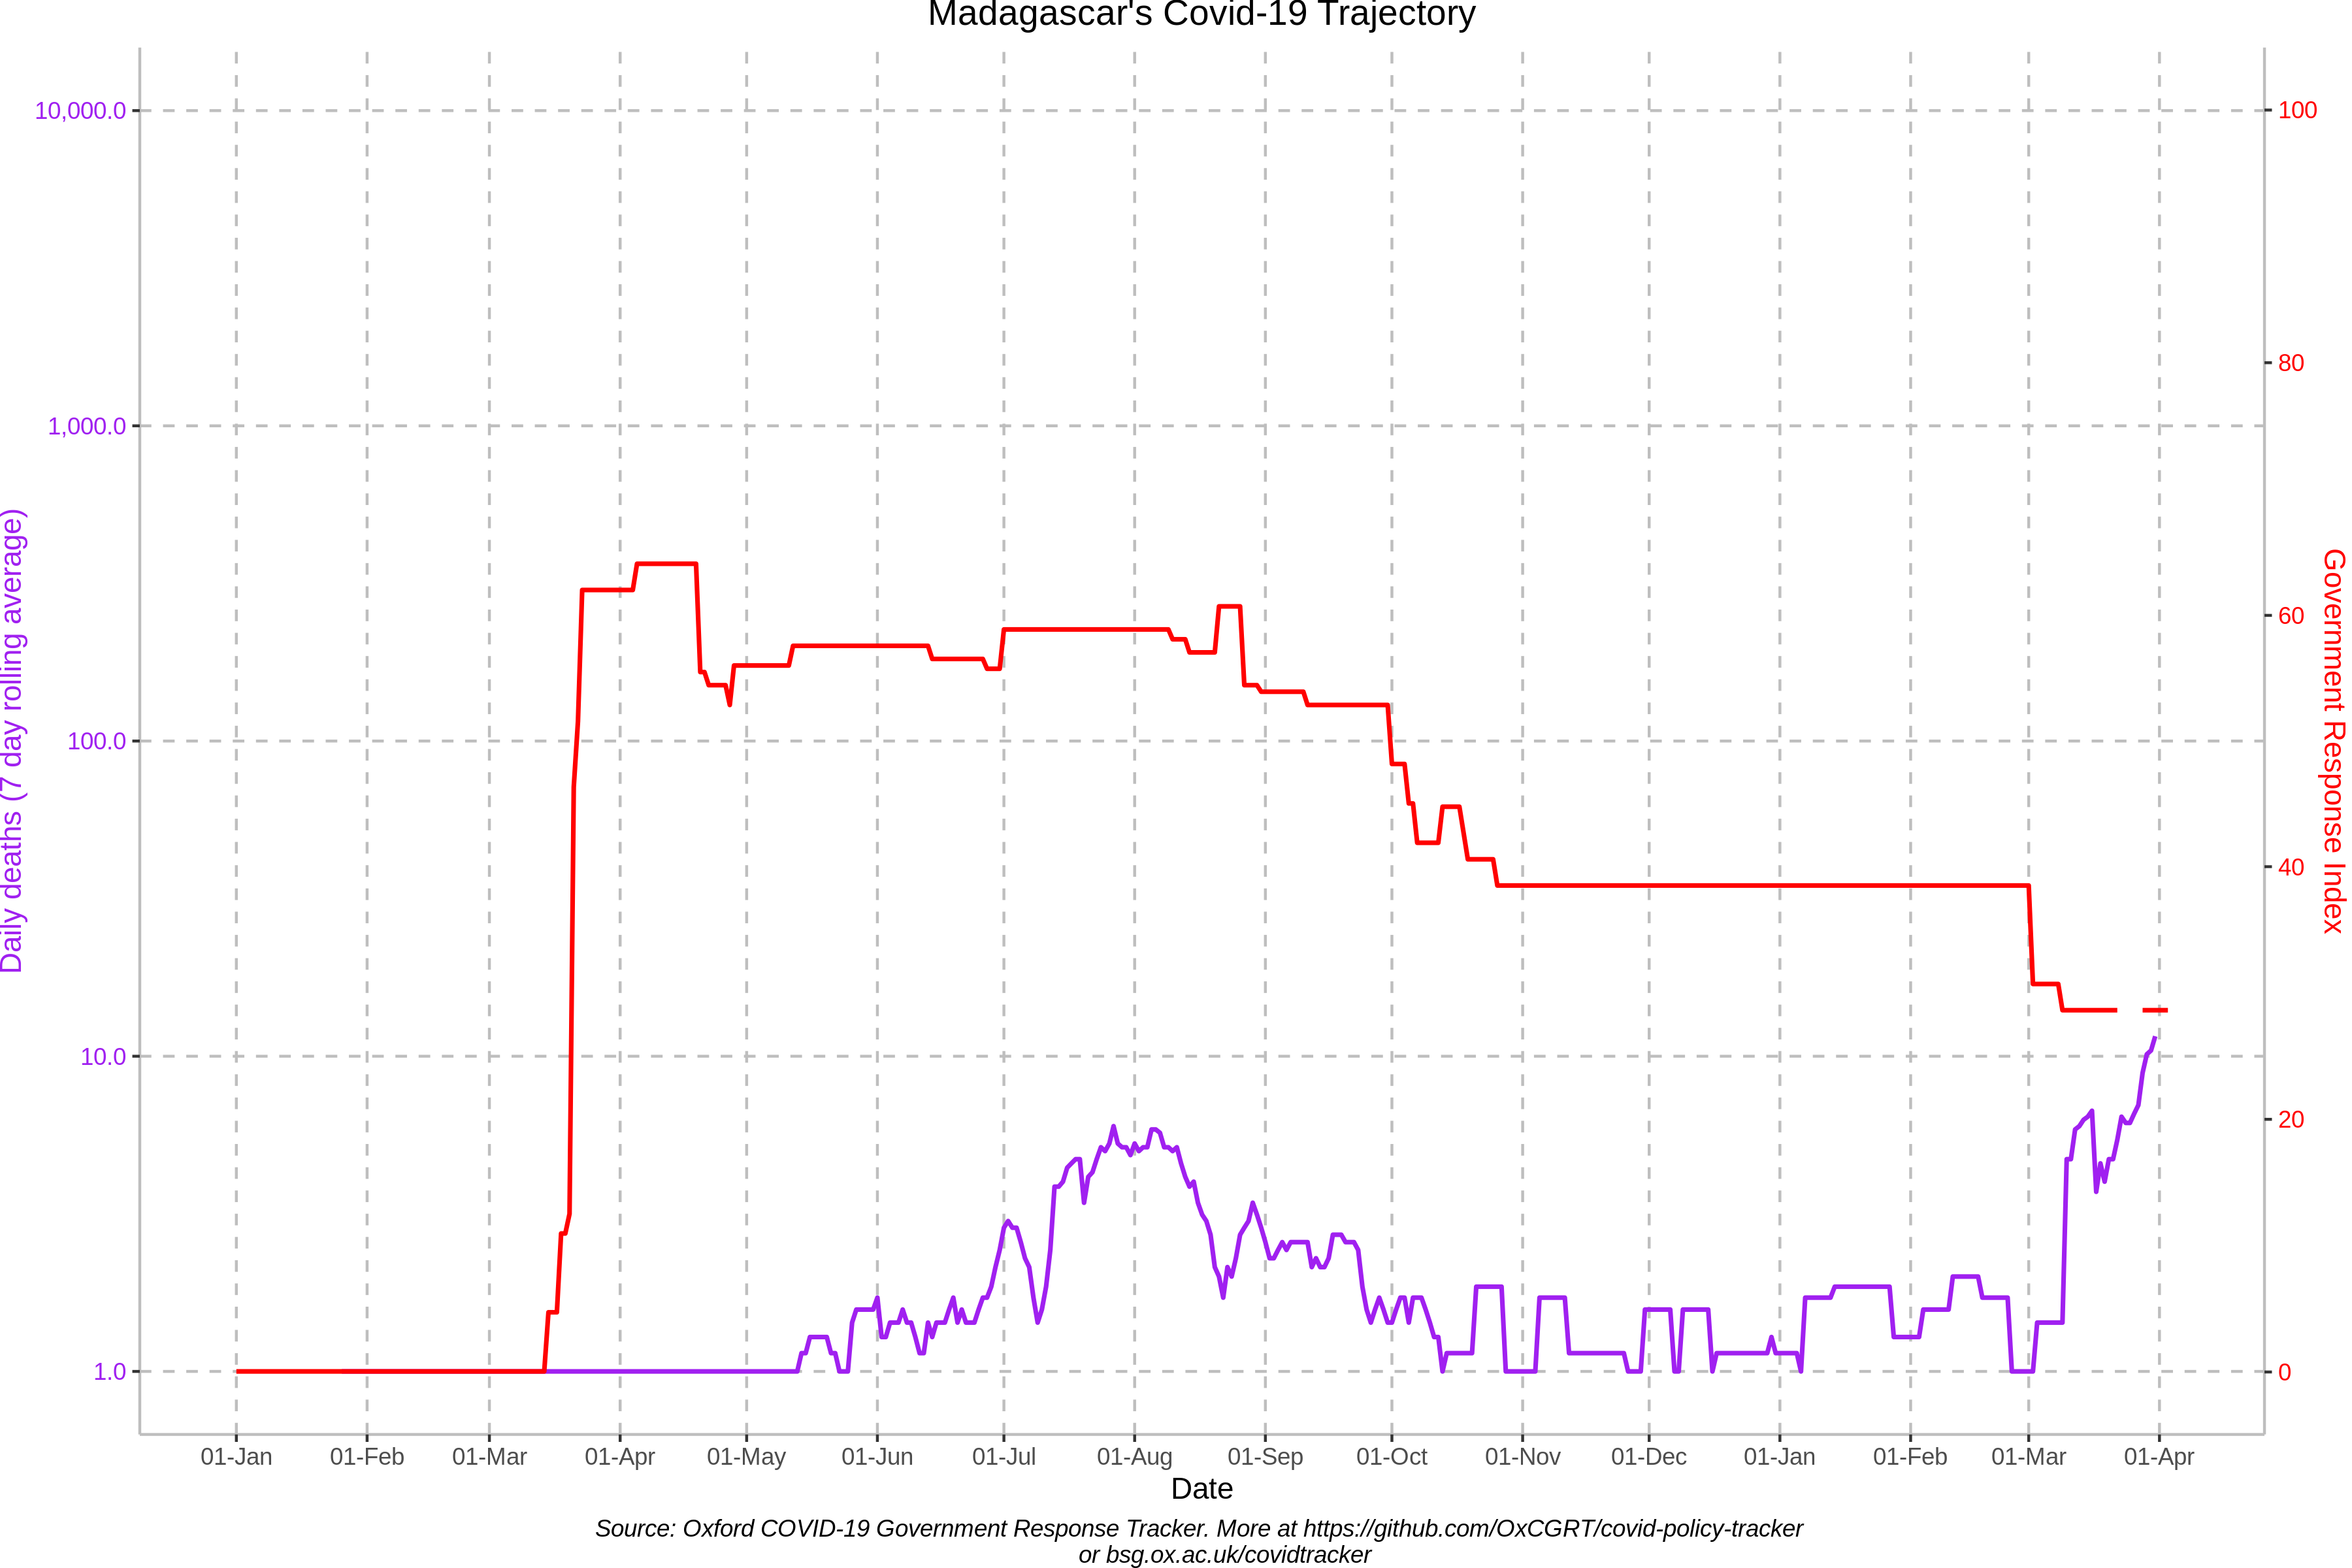 Madagascar's Covid-19 Trajectory
10,000.0
1,000.0
100.0
10.0
1.0
Daily deaths (7 day rolling average)
100
80
60
40
20
0
Government Response Index
01-Jan 01-Feb 01-Mar 01-Apr 01-May 01-Jun 01-Jul 01-Aug 01-Sep 01-Oct 01-Nov 01-Dec 01-Jan 01-Feb 01-Mar 01-Apr
Date
Source: Oxford COVID-19 Government Response Tracker. More at https://github.com/OxCGRT/covid-policy-tracker
or bsg.ox.ac.uk/covidtracker